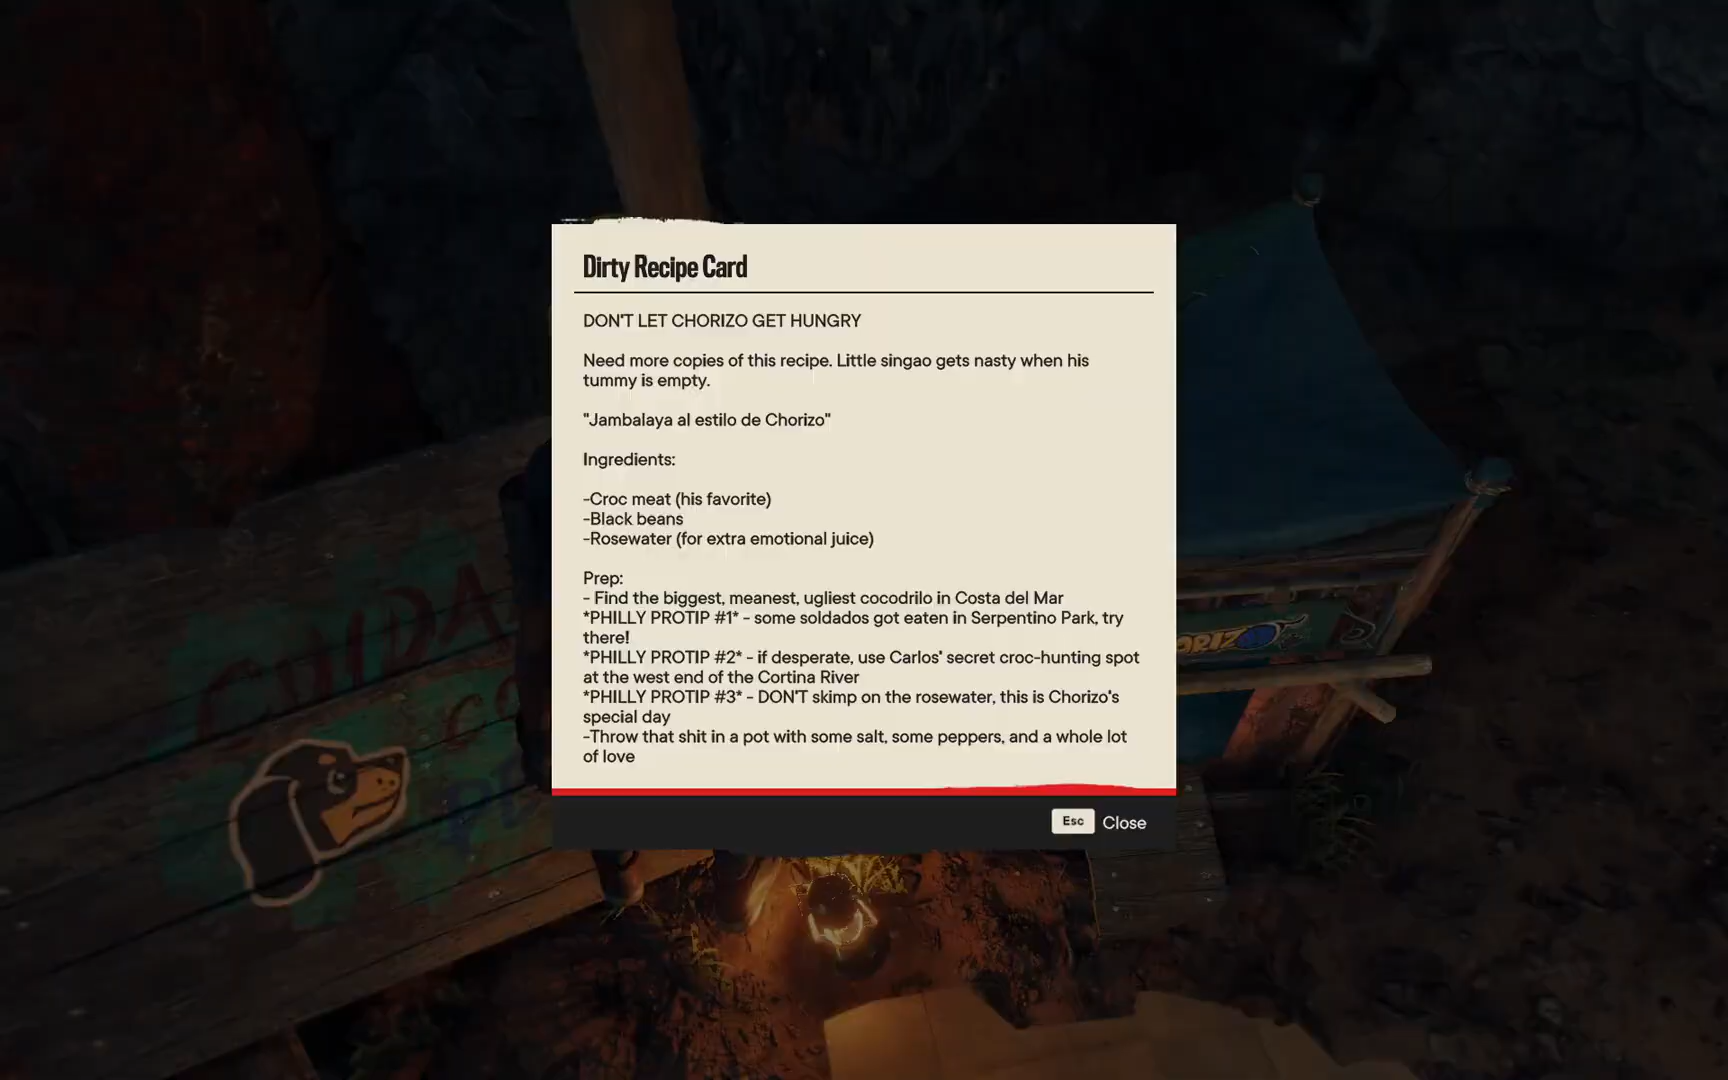 Dirty Recipe Card
DON'T LET CHORIZO GET HUNGRY
Need more copies of this recipe. Little singao gets nasty when his
tummy is empty.
"Jambalaya al estilo de Chorizo"
Ingredients:
-Croc meat (his favorite)
-Black beans
-Rosewater (for extra emotional juice)
Prep:
- Find the biggest, meanest, ugliest cocodrilo in Costa del Mar
*PHILLY PROTIP #1* - some soldados got eaten in Serpentino Park, try
there!
*PHILLY PROTIP #2* - if desperate, use Carlos' secret croc-hunting spot
at the west end of the Cortina River
*PHILLY PROTIP #3* - DON'T skimp on the rosewater, this is Chorizo's
special day
-Throw that shit in a pot with some salt, some peppers, and a whole lot
of love
Esc Close